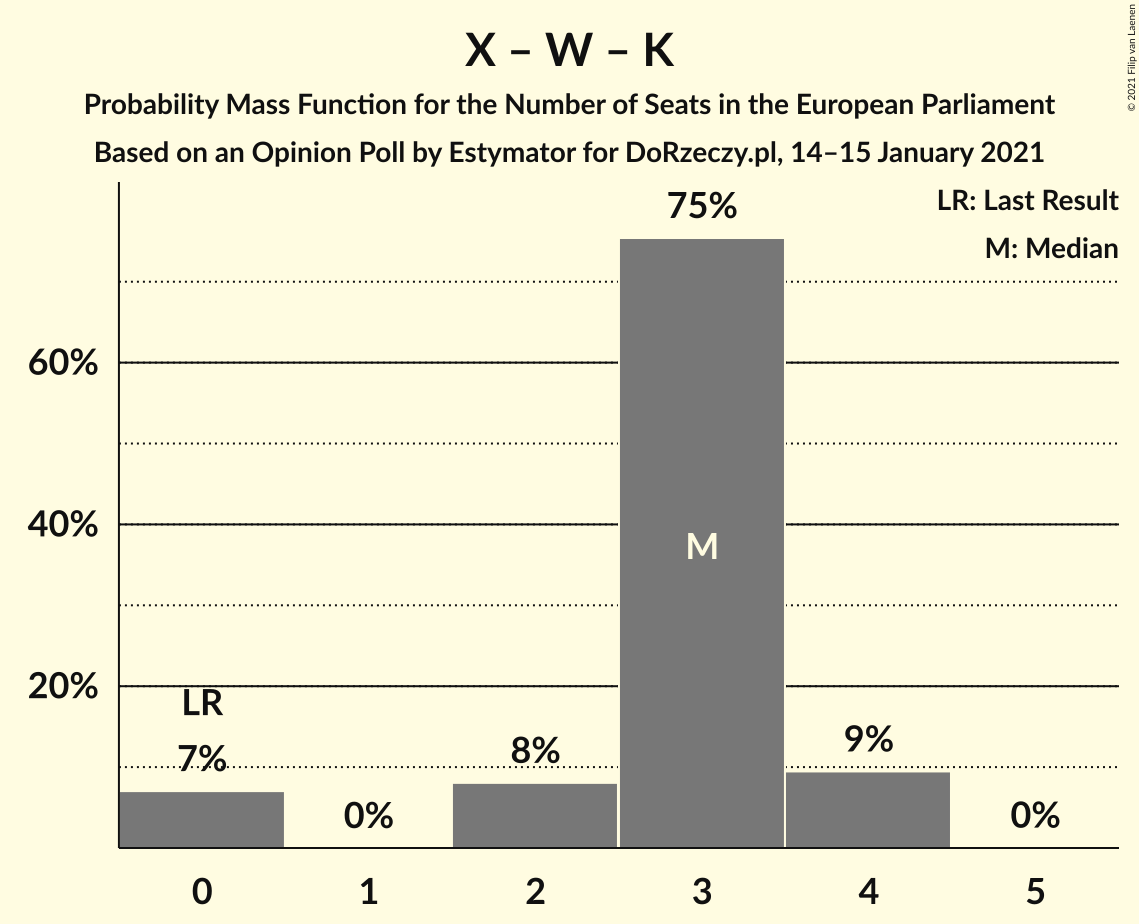 X – W – K
Probability Mass Function for the Number of Seats in the European Parliament
Based on an Opinion Poll by Estymator for DoRzeczy.pl, 14–15 January 2021
© 2021 Filip van Laenen
LR: Last Result
M: Median
75%
60%
40%
M
20%
LR
7%
0%
8%
9%
0%
0
1
2
3
4
5